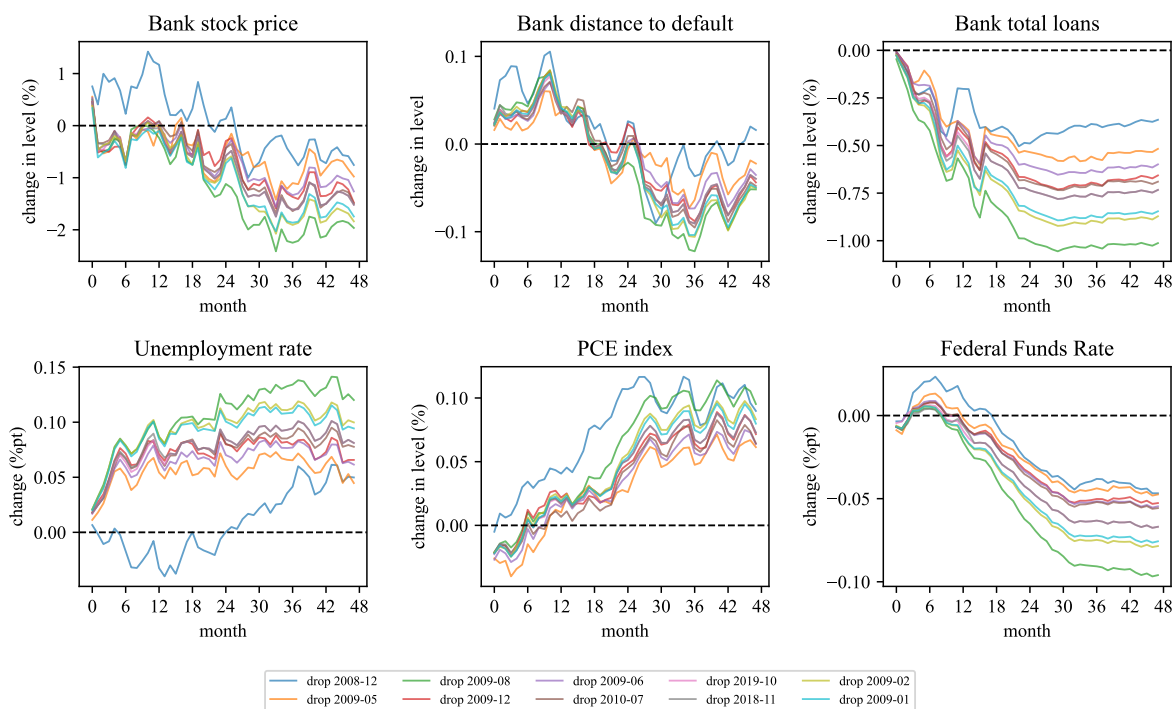 Bank stock price Bank distance to default Bank total loans
change in level (%)
1
0
−1
−2
0 6 12 18 24 30 36 42 48
month
change in level
0.1
0.0
−0.1
0 6 12 18 24 30 36 42 48
month
change in level (%)
0.00
−0.25
−0.50
−0.75
−1.00
0 6 12 18 24 30 36 42 48
month
Unemployment rate PCE index Federal Funds Rate
change (%pt)
0.15
0.10
0.05
0.00
0 6 12 18 24 30 36 42 48
month
change in level (%)
0.10
0.05
0.00
0 6 12 18 24 30 36 42 48
month
change (%pt)
0.00
−0.05
−0.10
0 6 12 18 24 30 36 42 48
month
drop 2008-12 drop 2009-08 drop 2009-06 drop 2019-10 drop 2009-02
drop 2009-05 drop 2009-12 drop 2010-07 drop 2018-11 drop 2009-01